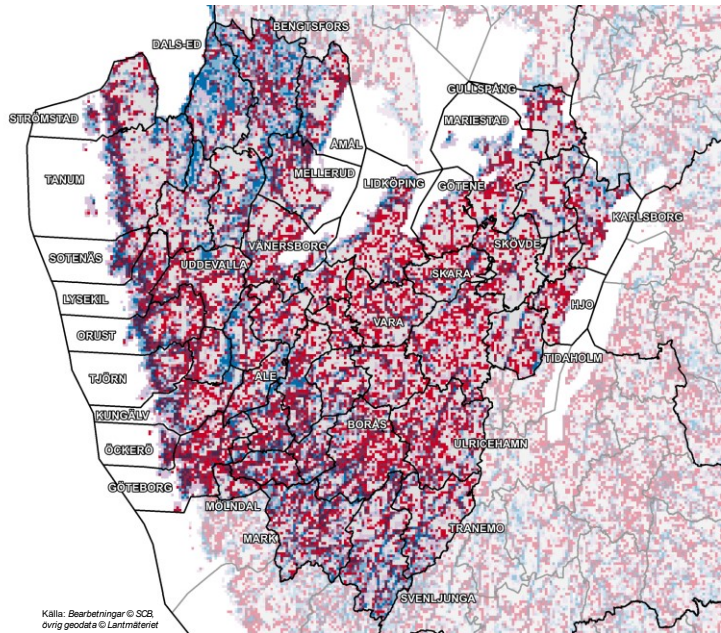 BENGTSFORS
DALS-ED
GULLSPÅNG
STRÖMSTAD
MARIESTAD
ÅMÅL
MELLERUD
TANUM
LIDKÖPING
GÖTENE
KARLSBORG
VÄNERSBORG
SKÖVDE
SOTENÄS
UDDEVALLA
SKARA
LYSEKIL
HJO
ORUST
VARA
TIDAHOLM
TJÖRN
ALE
KUNGÄLV
BORÅS
ULRICEHAMN
ÖCKERÖ
GÖTEBORG
MÖLNDAL
TRANEMO
MARK
SVENLJUNGA
Källa: Bearbetningar © SCB,
övrig geodata © Lantmäteriet